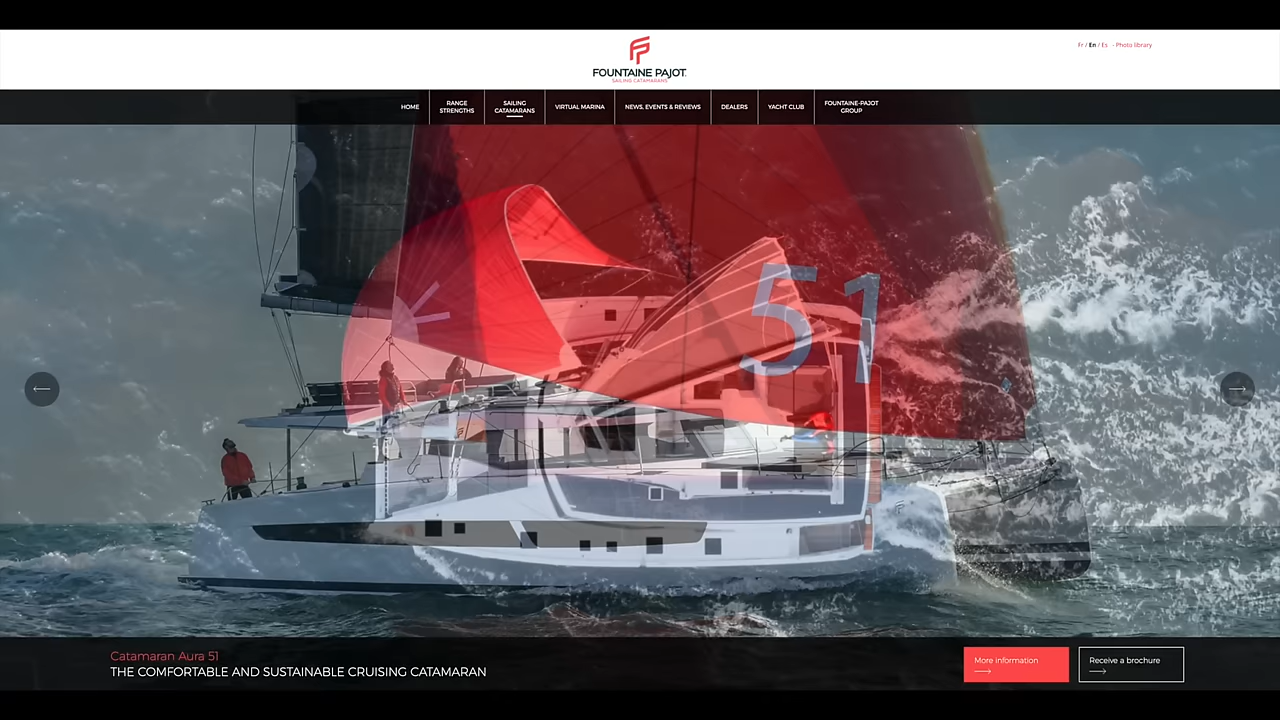 FOUNTAINE PAJOT
SAILING CATAMARANS
Fr / En / Es - Photo library
HOME
RANGE
STRENGTHS
SAILING
CATAMARANS
VIRTUAL MARINA
NEWS, EVENTS & REVIEWS
DEALERS
YACHT CLUB
FOUNTAINE-PAJOT
GROUP
51
Catamaran Aura 51
THE COMFORTABLE AND SUSTAINABLE CRUISING CATAMARAN
More information
Receive a brochure